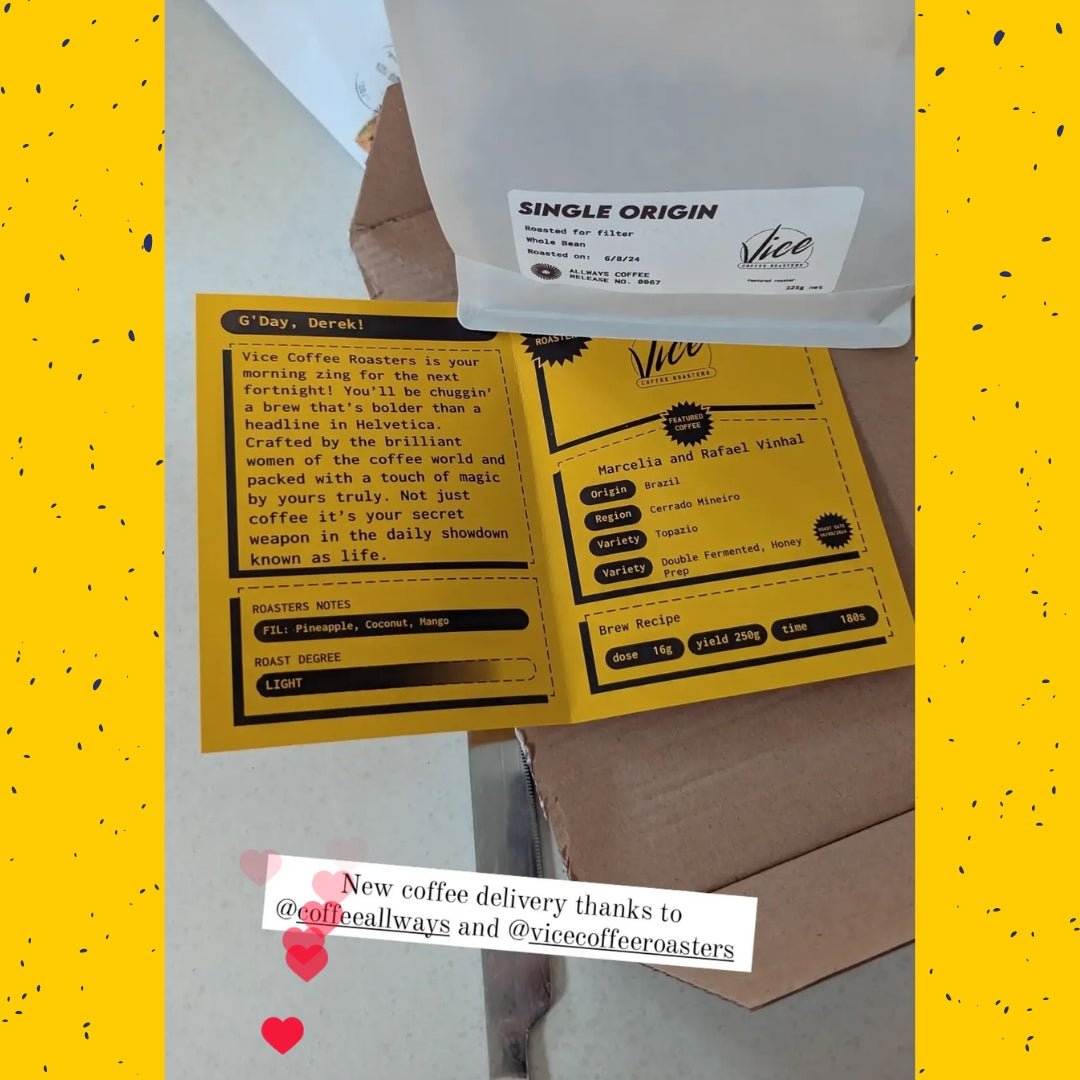 SINGLE ORIGIN
Roasted for filter
Whole Bean
Roasted on: 6/8/24
ALLWAYS COFFEE
RELEASE NO. 0067
Vice
COFFEE ROASTERS
Featured roaster
125g net
G'Day, Derek!
Vice Coffee Roasters is your
morning zing for the next
fortnight! You'll be chuggin'
a brew that's bolder than a
headline in Helvetica.
Crafted by the brilliant
women of the coffee world and
packed with a touch of magic
by yours truly. Not just
coffee it's your secret
weapon in the daily showdown
known as life.
ROASTERS NOTES
FIL: Pineapple, Coconut, Mango
ROAST DEGREE
LIGHT
ROASTER
Vice
COFFEE ROASTERS
FEATURED
COFFEE
Marcelia and Rafael Vinhal
Origin Brazil
Region Cerrado Mineiro
Variety Topazio
Variety Double Fermented, Honey
Prep
ROAST DATE
Brew Recipe
dose 16g yield 250g time 180s
New coffee delivery thanks to
@coffeeallways and @vicecoffeeroasters